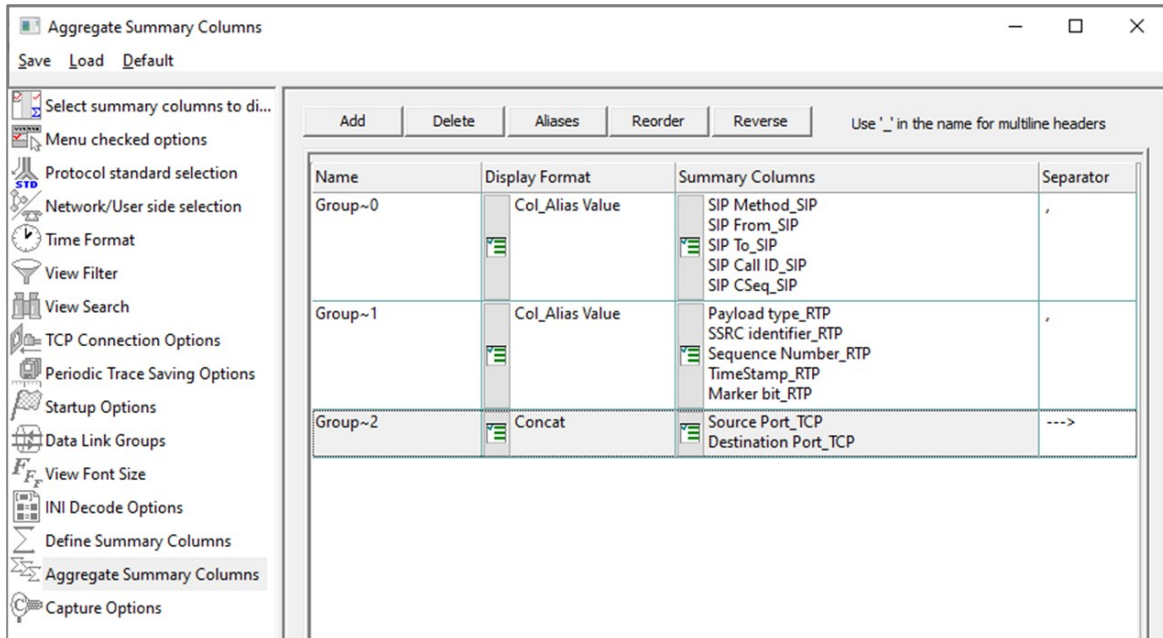 Aggregate Summary Columns
Save Load Default
Select summary columns to di...
Menu checked options
Protocol standard selection
Network/User side selection
Time Format
View Filter
View Search
TCP Connection Options
Periodic Trace Saving Options
Startup Options
Data Link Groups
View Font Size
INI Decode Options
Define Summary Columns
Aggregate Summary Columns
Capture Options
Add Delete Aliases Reorder Reverse Use '_' in the name for multiline headers
Name Display Format Summary Columns Separator
Group~0 Col_Alias Value SIP Method_SIP ,
SIP From_SIP
SIP To_SIP
SIP Call ID_SIP
SIP CSeq_SIP
Group~1 Col_Alias Value Payload type_RTP ,
SSRC identifier_RTP
Sequence Number_RTP
TimeStamp_RTP
Marker bit_RTP
Group~2 Concat Source Port_TCP --->
Destination Port_TCP